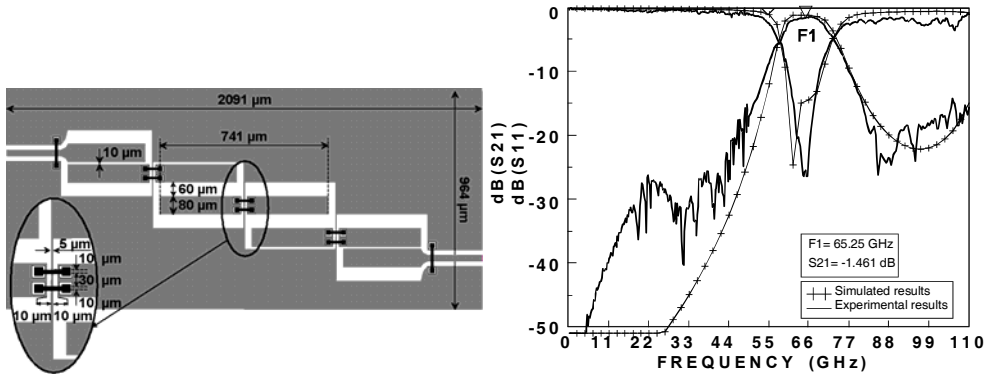 2091 µm
741 µm
10 µm
60 µm
80 µm
964 µm
5 µm
10 µm
30 µm
10 µm
10 µm 10 µm
dB(S21)
dB(S11)
0
-10
-20
-30
-40
-50
F1
F1= 65.25 GHz
S21= -1.461 dB
Simulated results
Experimental results
0 11 22 33 44 55 66 77 88 99 110
FREQUENCY (GHz)